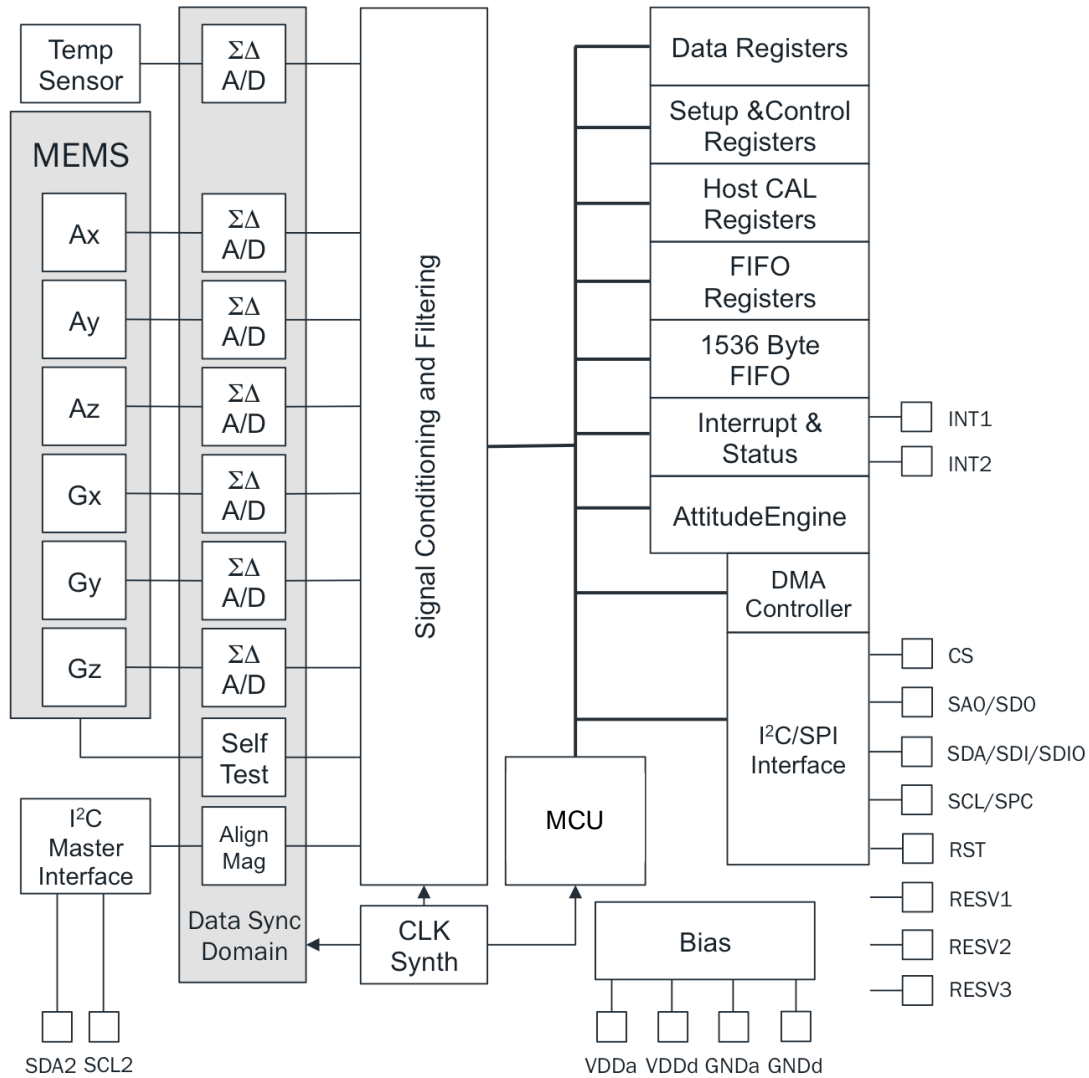 Temp
Sensor
ΣΔ
A/D
MEMS
Ax
ΣΔ
A/D
Ay
ΣΔ
A/D
Az
ΣΔ
A/D
Gx
ΣΔ
A/D
Gy
ΣΔ
A/D
Gz
ΣΔ
A/D
Self
Test
I²C
Master
Interface
Align
Mag
Data Sync
Domain
SDA2
SCL2
Signal Conditioning and Filtering
CLK
Synth
MCU
Data Registers
Setup &Control
Registers
Host CAL
Registers
FIFO
Registers
1536 Byte
FIFO
Interrupt &
Status
AttitudeEngine
DMA
Controller
I²C/SPI
Interface
INT1
INT2
CS
SA0/SD0
SDA/SDI/SDIO
SCL/SPC
RST
RESV1
RESV2
RESV3
Bias
VDDa
VDDd
GNDa
GNDd